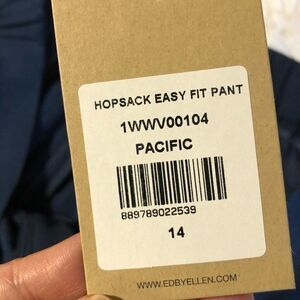 HOPSACK EASY FIT PANT
1WWV00104
PACIFIC
889789022539
14
WWW.EDBYELLEN.COM